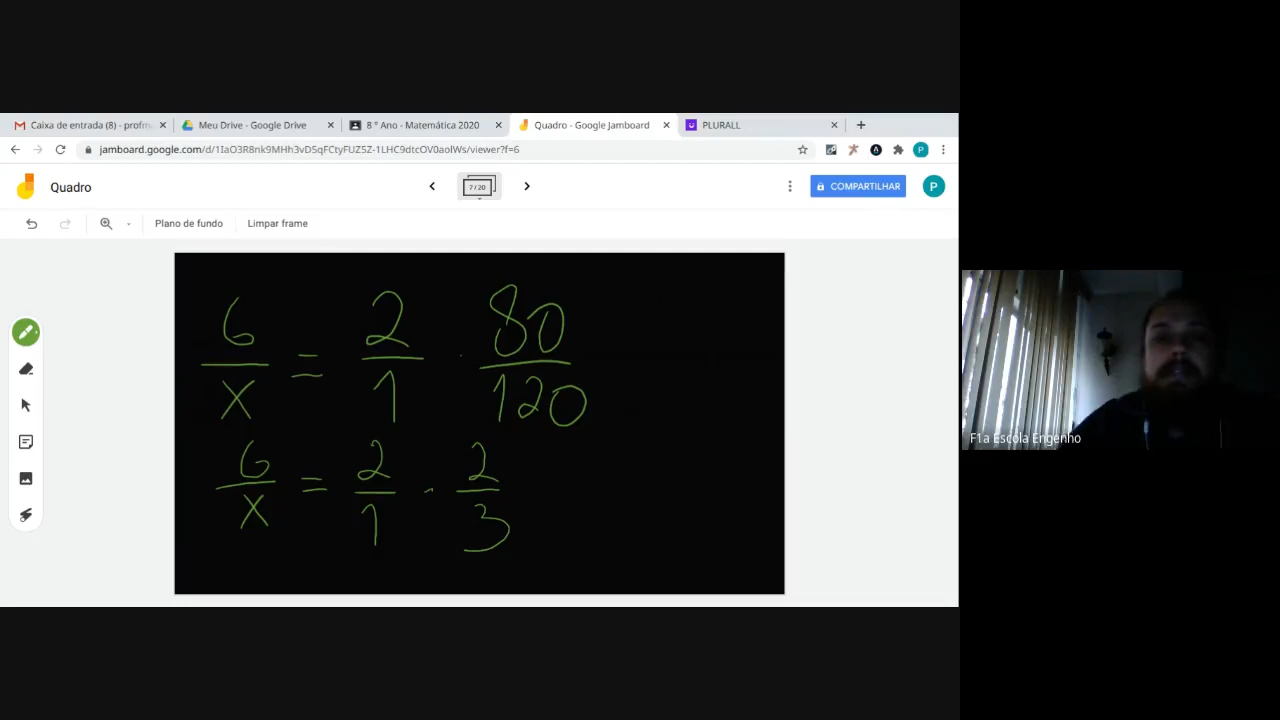 Caixa de entrada (8) - profm
Meu Drive - Google Drive
8 º Ano - Matemática 2020
Quadro - Google Jamboard
PLURALL
jamboard.google.com/d/1IaO3R8nk9MHh3vDSqFCtyFUZ5Z-1LHC9dtcOV0aolWs/viewer?f=6
Quadro
7 / 20
COMPARTILHAR
P
Plano de fundo
Limpar frame
6/x = 2/1 · 80/120
6/x = 2/1 · 2/3
F1a Escola Engenho